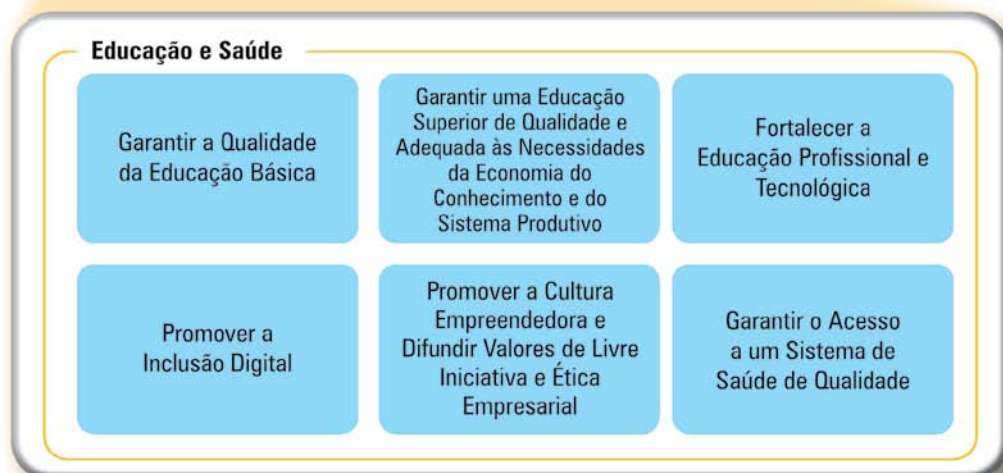 Educação e Saúde
Garantir a Qualidade
da Educação Básica
Garantir uma Educação
Superior de Qualidade e
Adequada às Necessidades
da Economia do
Conhecimento e do
Sistema Produtivo
Fortalecer a
Educação Profissional e
Tecnológica
Promover a
Inclusão Digital
Promover a Cultura
Empreendedora e
Difundir Valores de Livre
Iniciativa e Ética
Empresarial
Garantir o Acesso
a um Sistema de
Saúde de Qualidade